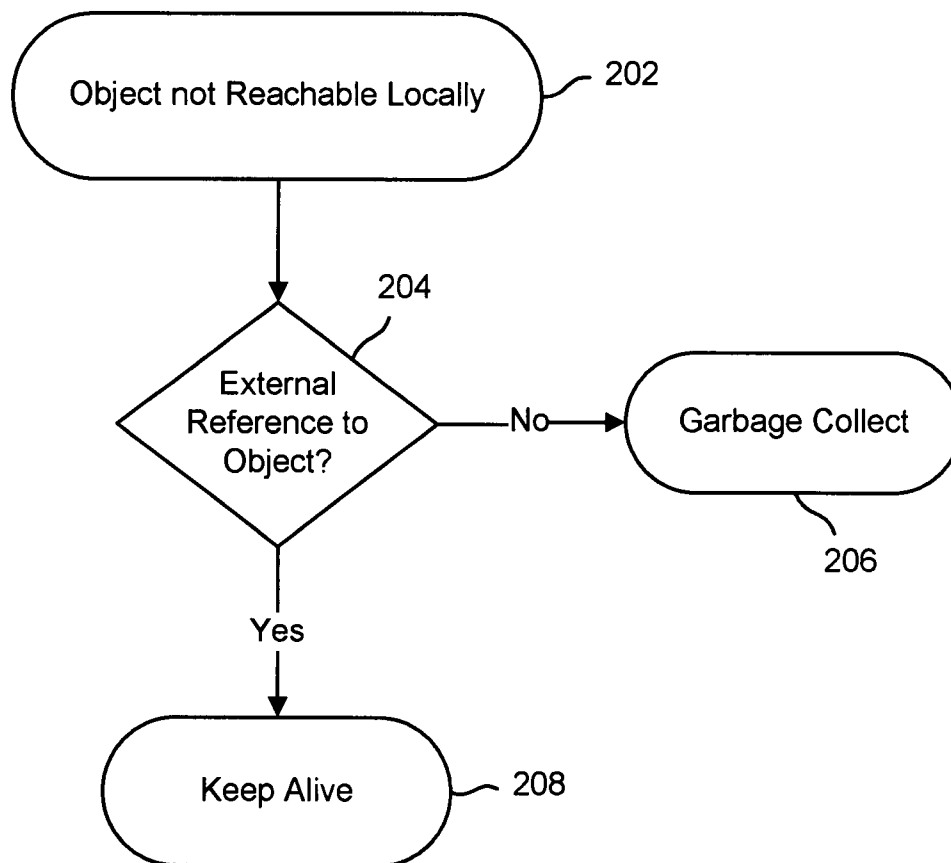 Object not Reachable Locally
202
204
External
Reference to
Object?
No
Garbage Collect
206
Yes
Keep Alive
208